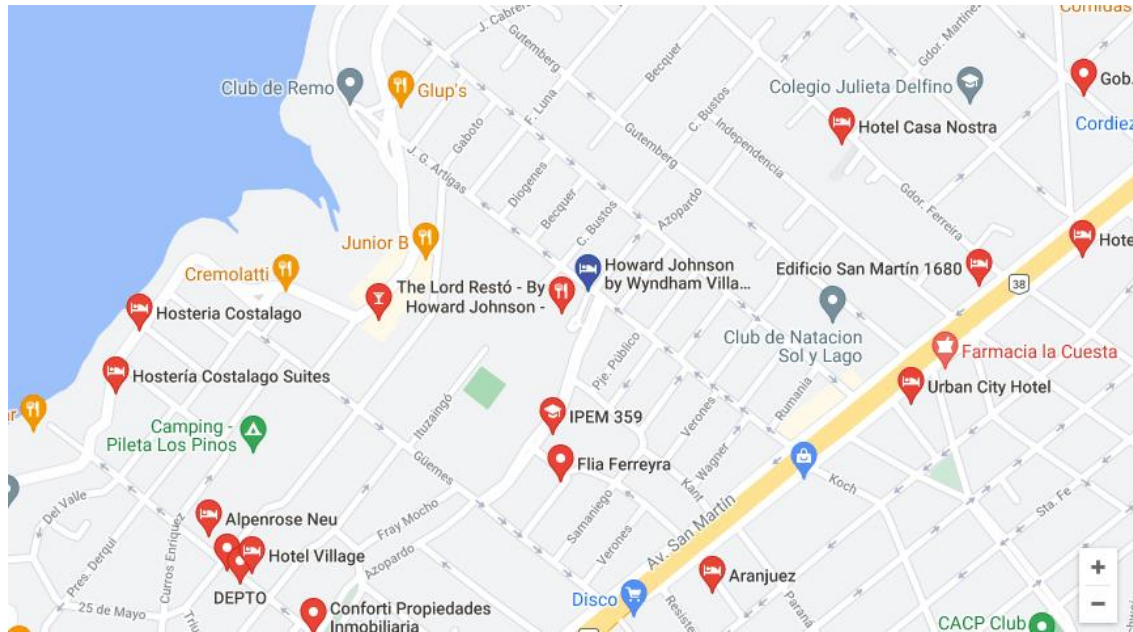 Comidas
J. Cabrera
Gutemberg
Becquer
Gdor. Martinez
Club de Remo
Glup's
F. Luna
C. Bustos
Colegio Julieta Delfino
Gob.
Gaboto
Gutemberg
Independencia
Hotel Casa Nostra
Cordiez
J. G. Artigas
Diogenes
Becquer
Azopardo
Gdor. Ferreira
C. Bustos
Junior B
Hote
Cremolatti
The Lord Restó - By
Howard Johnson -
Howard Johnson
by Wyndham Villa...
Edificio San Martín 1680
38
Hosteria Costalago
Club de Natacion
Sol y Lago
Farmacia la Cuesta
Pje. Público
Hostería Costalago Suites
Urban City Hotel
Rumania
Ituzaingó
Verones
IPEM 359
Camping -
Pileta Los Pinos
Güemes
Flia Ferreyra
Kant
Wagner
Koch
Sta. Fe
Del Valle
Alpenrose Neu
Fray Mocho
Samaniego
Av. San Martín
Pres. Derqui
Curros Enriquez
Hotel Village
Verones
Azopardo
Aranjuez
+
DEPTO
25 de Mayo
Disco
Paraná
−
Conforti Propiedades
Inmobiliaria
CACP Club